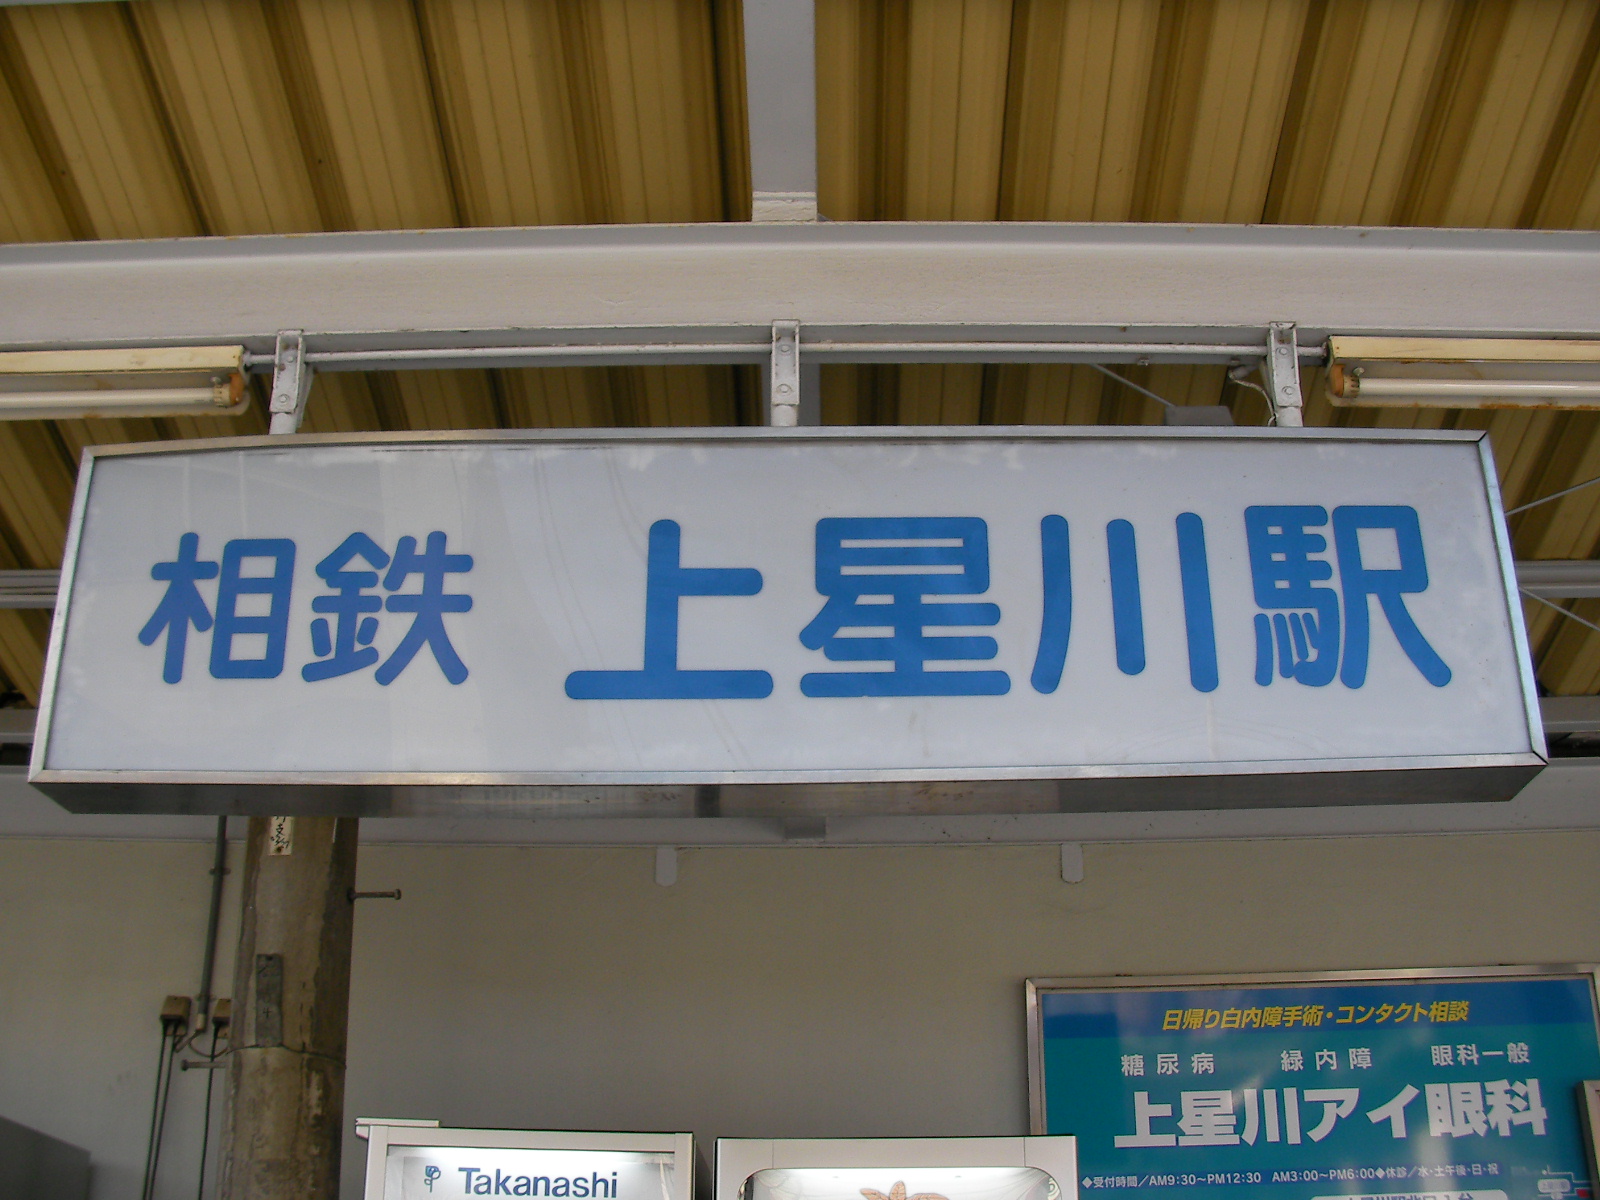 相鉄 上星川駅
日帰り白内障手術・コンタクト相談
糖尿病 緑内障 眼科一般
上星川アイ眼科
◆受付時間／AM9:30〜PM12:30 AM3:00〜PM6:00◆休診／水・土午後・日・祝
Takanashi